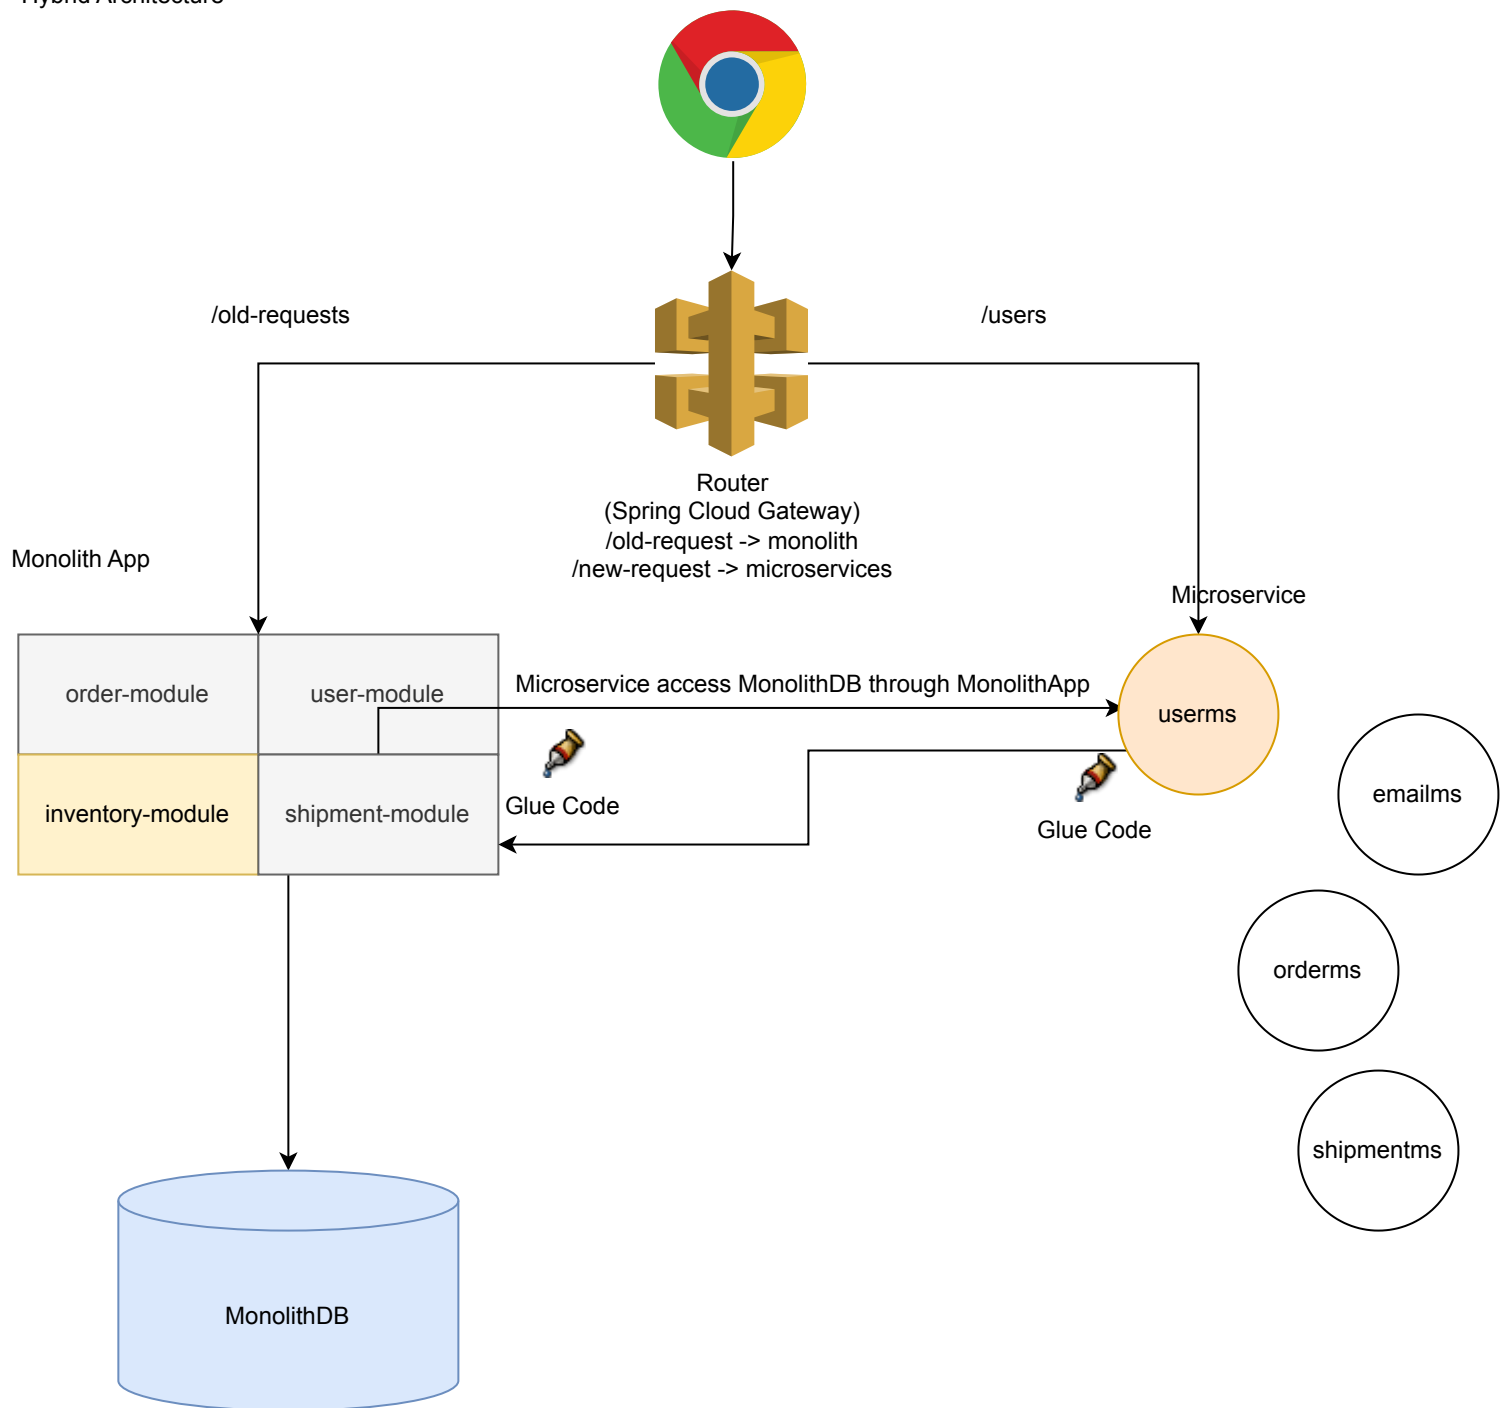 Hybrid Architecture
/old-requests
/users
Router
(Spring Cloud Gateway)
/old-request -> monolith
/new-request -> microservices
Monolith App
Microservice
order-module
user-module
Microservice access MonolithDB through MonolithApp
userms
inventory-module
shipment-module
Glue Code
Glue Code
emailms
orderms
shipmentms
MonolithDB